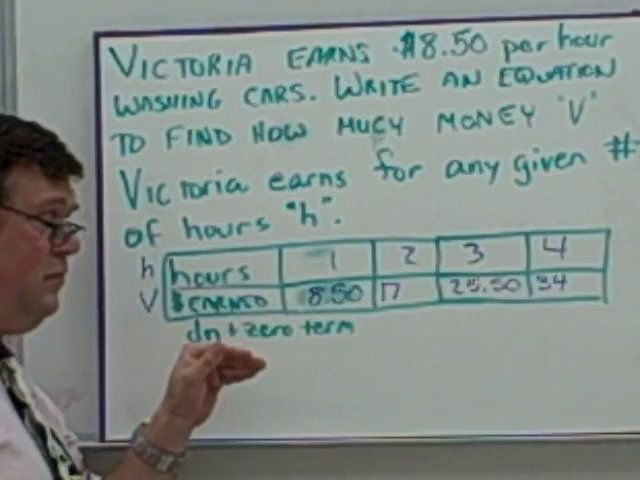 VICTORIA EARNS $8.50 per hour
WASHING CARS. WRITE AN EQUATION
TO FIND HOW MUCY MONEY "V"
Victoria earns for any given #
of hours "h".
h hours 1 2 3 4
V $ EARNED 8.50 17 25.50 34
dn + zero term